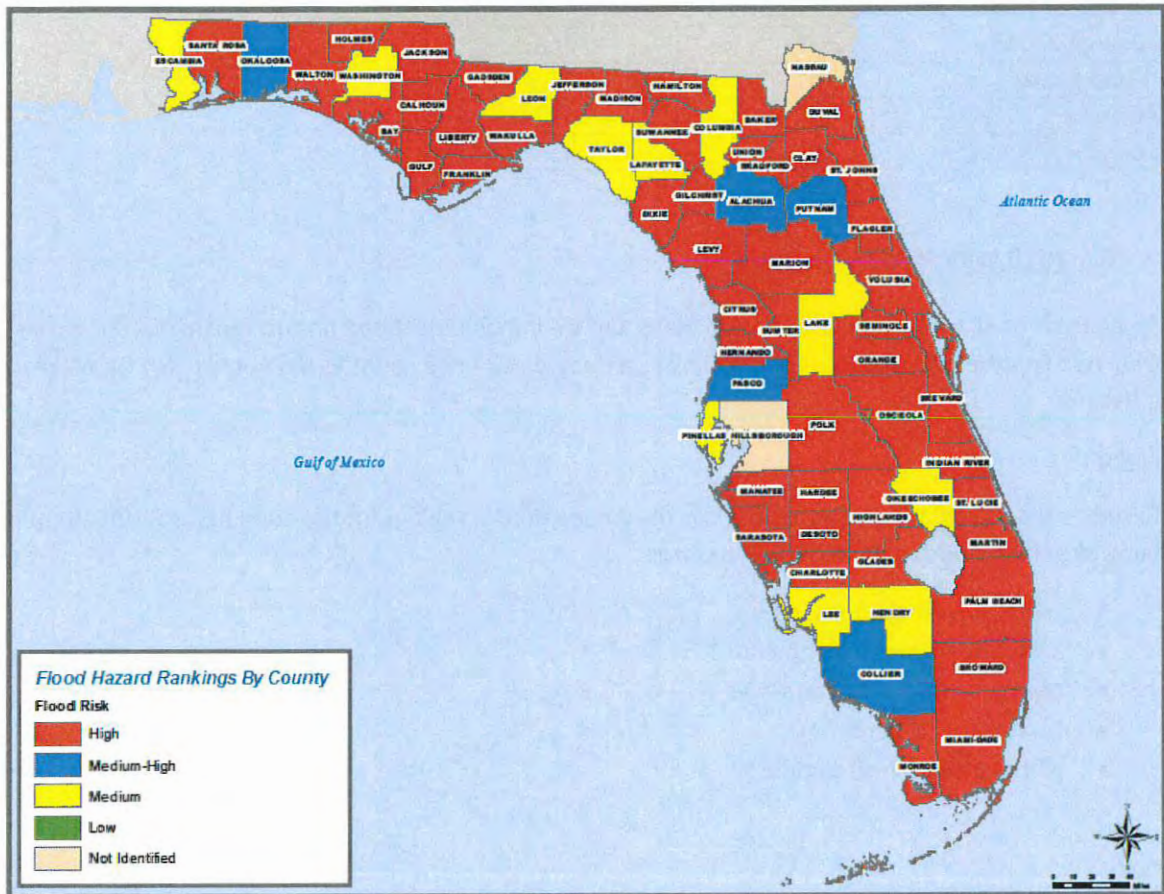 HOLMES
SANTA ROSA
JACKSON
ESCAMBIA
OKALOOSA
WALTON
WASHINGTON
GADSDEN
CALHOUN
LEON
JEFFERSON
MADISON
HAMILTON
NASSAU
BAY
LIBERTY
WAKULLA
TAYLOR
SUWANNEE
COLUMBIA
BAKER
DUVAL
GULF
FRANKLIN
LAFAYETTE
UNION
BRADFORD
CLAY
ST. JOHNS
DIXIE
GILCHRIST
ALACHUA
PUTNAM
FLAGLER
Atlantic Ocean
LEVY
MARION
VOLUSIA
CITRUS
SUMTER
LAKE
SEMINOLE
HERNANDO
ORANGE
PASCO
BREVARD
PINELLAS
HILLSBOROUGH
POLK
OSCEOLA
Gulf of Mexico
INDIAN RIVER
MANATEE
HARDEE
OKEECHOBEE
ST. LUCIE
HIGHLANDS
SARASOTA
DESOTO
MARTIN
CHARLOTTE
GLADES
LEE
HENDRY
PALM BEACH
COLLIER
BROWARD
MIAMI-DADE
MONROE
Flood Hazard Rankings By County
Flood Risk
High
Medium-High
Medium
Low
Not Identified